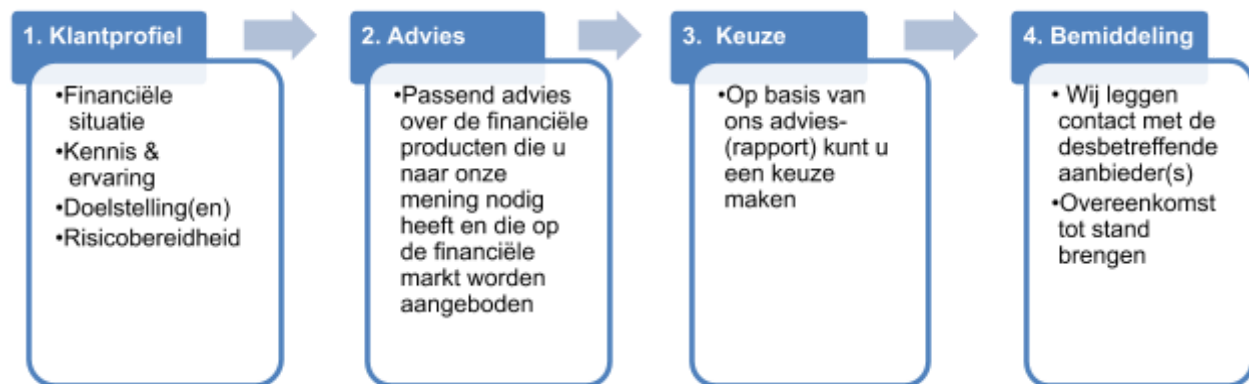 1. Klantprofiel
•Financiële
situatie
•Kennis &
ervaring
•Doelstelling(en)
•Risicobereidheid
2. Advies
•Passend advies
over de financiële
producten die u
naar onze
mening nodig
heeft en die op
de financiële
markt worden
aangeboden
3. Keuze
•Op basis van
ons advies-
(rapport) kunt u
een keuze
maken
4. Bemiddeling
• Wij leggen
contact met de
desbetreffende
aanbieder(s)
•Overeenkomst
tot stand
brengen